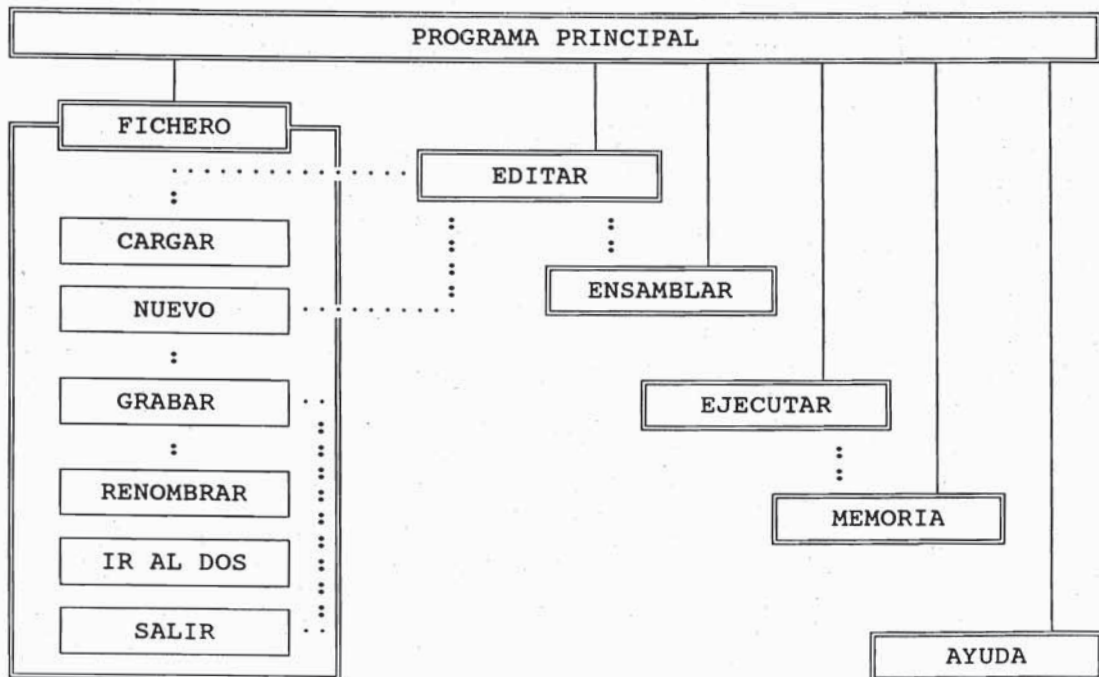 PROGRAMA PRINCIPAL
FICHERO
EDITAR
CARGAR
ENSAMBLAR
NUEVO
GRABAR
EJECUTAR
RENOMBRAR
MEMORIA
IR AL DOS
SALIR
AYUDA